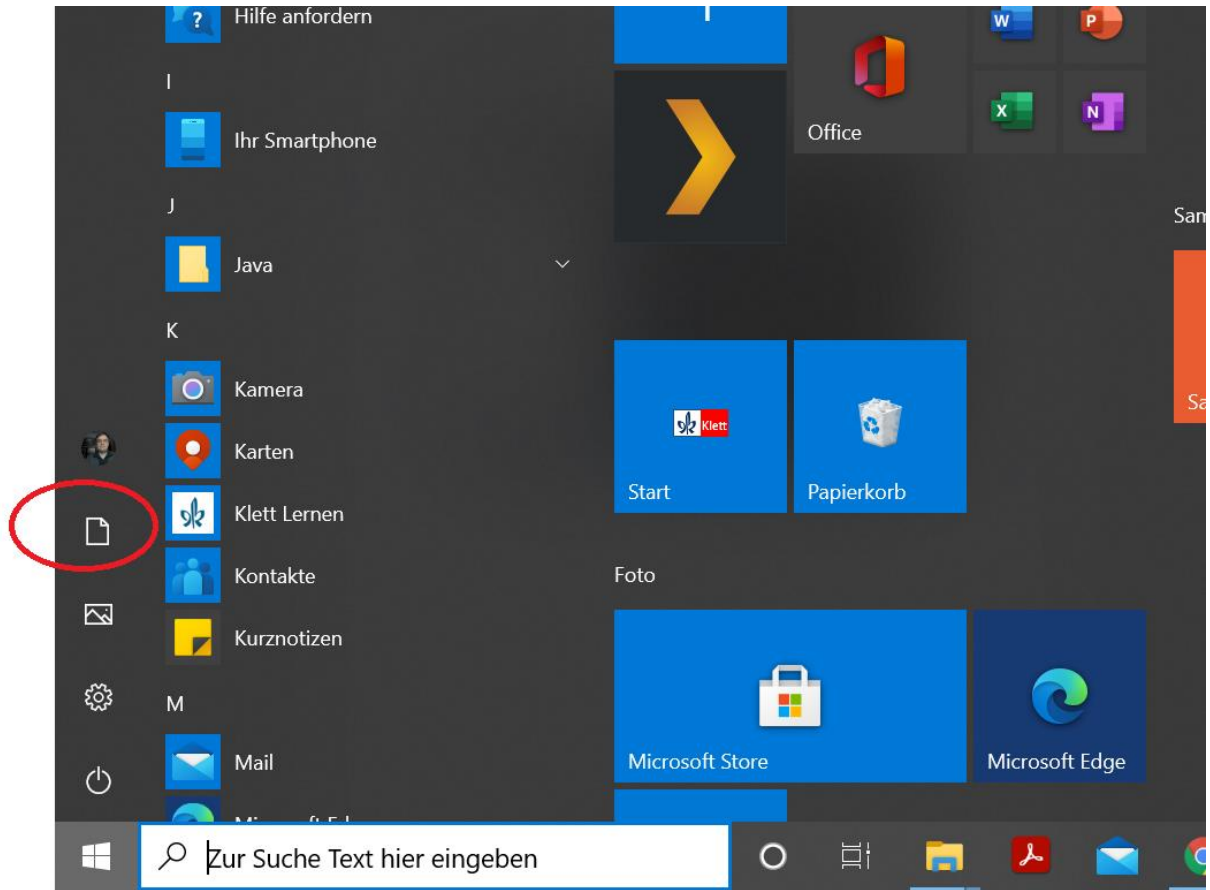 Hilfe anfordern
I
Ihr Smartphone
J
Java
K
Kamera
Karten
Klett Lernen
Kontakte
Kurznotizen
M
Mail
Office
Klett
Start
Papierkorb
Foto
Microsoft Store
Microsoft Edge
Zur Suche Text hier eingeben